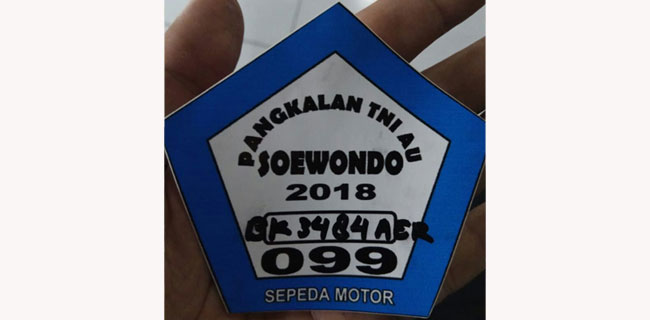 PANGKALAN TNI AU
SOEWONDO
2018
BK 3484 AER
099
SEPEDA MOTOR